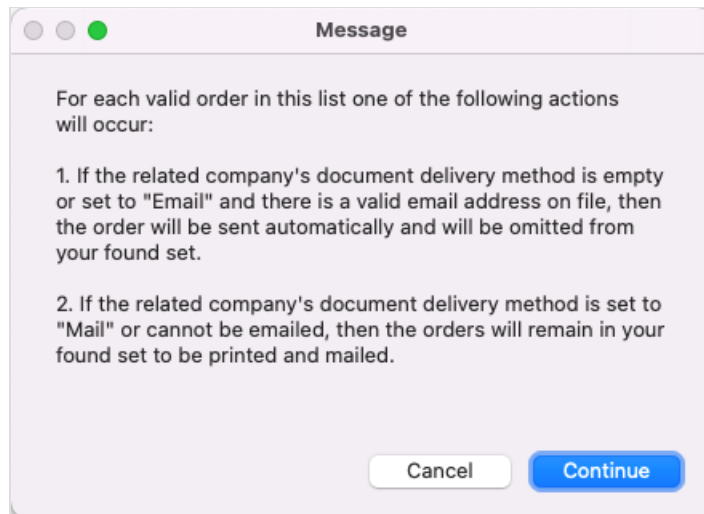 Message
For each valid order in this list one of the following actions
will occur:
1. If the related company's document delivery method is empty
or set to "Email" and there is a valid email address on file, then
the order will be sent automatically and will be omitted from
your found set.
2. If the related company's document delivery method is set to
"Mail" or cannot be emailed, then the orders will remain in your
found set to be printed and mailed.
Cancel
Continue